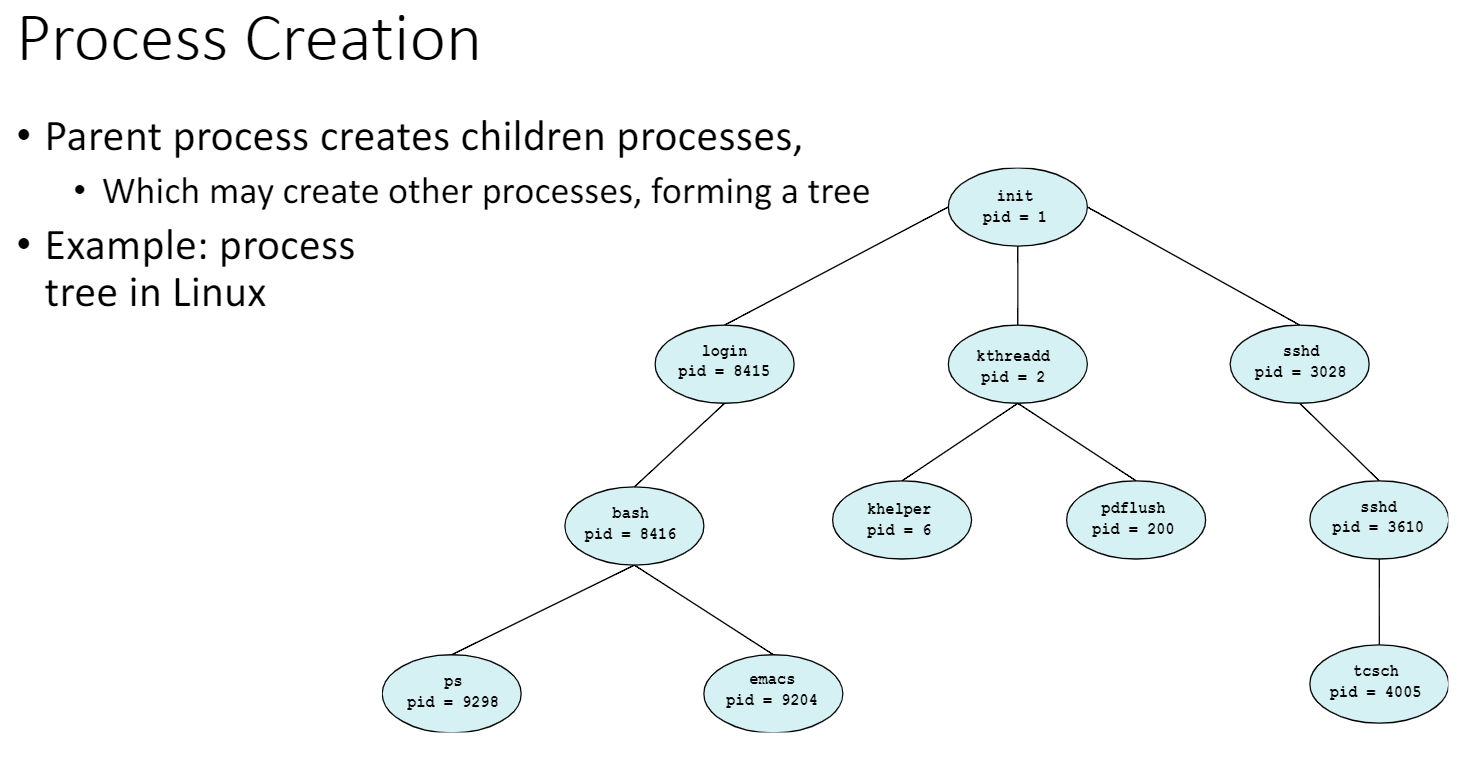 Process Creation
• Parent process creates children processes,
• Which may create other processes, forming a tree
• Example: process
tree in Linux
init
pid = 1
login
pid = 8415
kthreadd
pid = 2
sshd
pid = 3028
bash
pid = 8416
khelper
pid = 6
pdflush
pid = 200
sshd
pid = 3610
ps
pid = 9298
emacs
pid = 9204
tcsch
pid = 4005